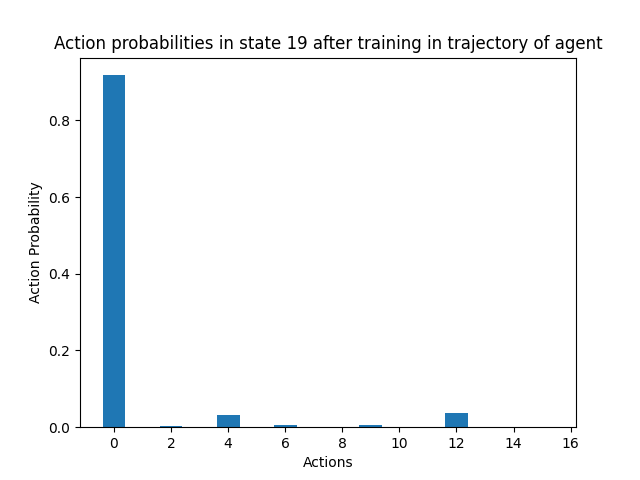 Action probabilities in state 19 after training in trajectory of agent
0.8
0.6
0.4
0.2
0.0
Action Probability
0 2 4 6 8 10 12 14 16
Actions